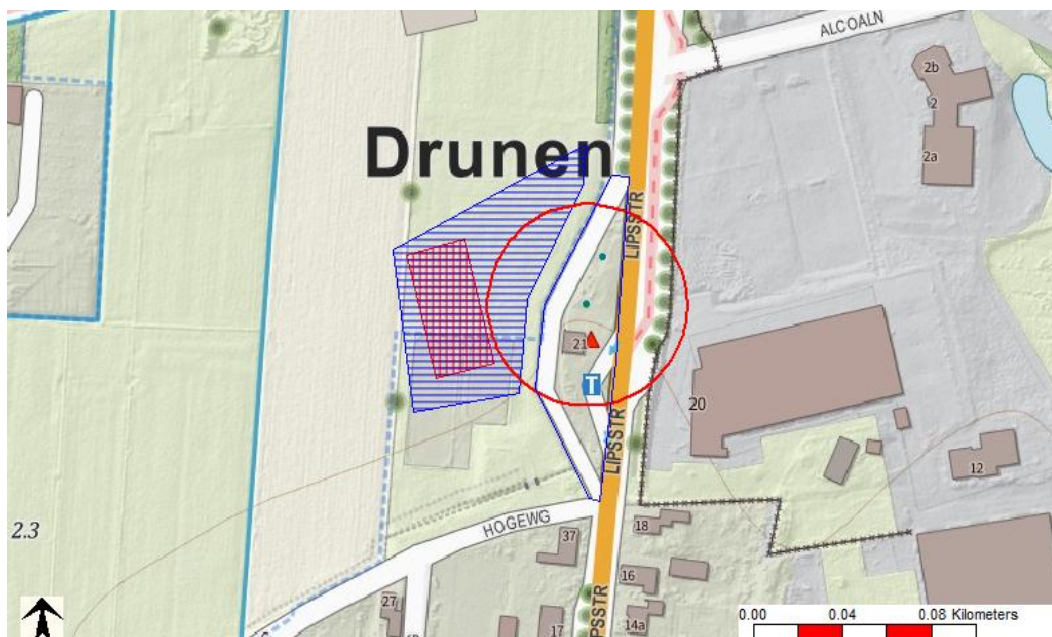 ALCOALN
2b
2
2a
Drunen
LIPSSTR
21
T
20
LIPSSTR
12
2.3
HOGEWG
18
37
16
27
17
14a
LIPSSTR
0.00 0.04 0.08 Kilometers